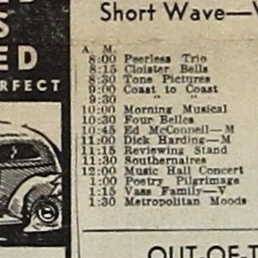 S
ED
ERFECT
Short Wave—
A. M.
8:00 Peerless Trio
8:15 Cloister Bells
8:30 Tone Pictures
9:00 Coast to Coast
9:30 " "
10:00 Morning Musical
10:30 Four Belles
10:45 Ed McConnell—M
11:00 Dick Harding—M
11:15 Reviewing Stand
11:30 Southernaires
12:00 Music Hall Concert
1:00 Poetry Pilgrimage
1:15 Vass Family—V
1:30 Metropolitan Moods
OUT-OF-T